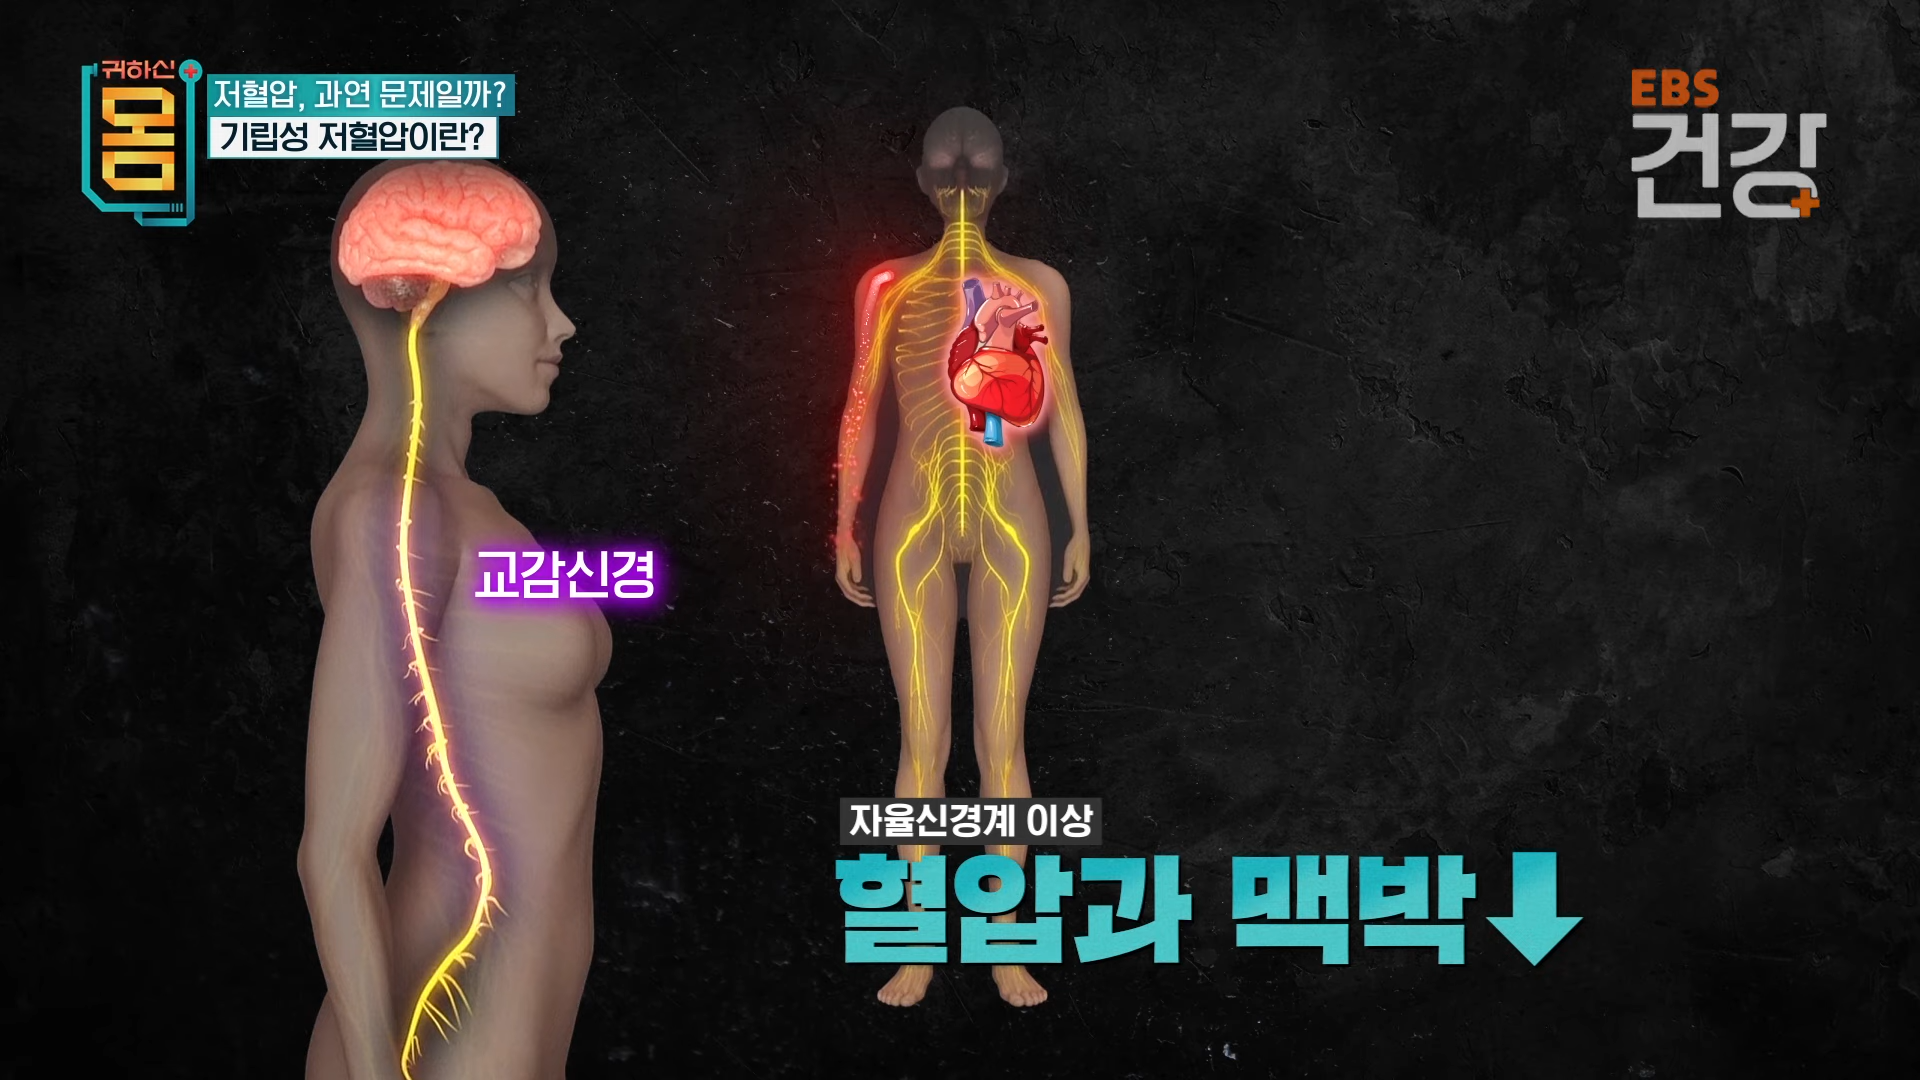 귀하신
몸
저혈압, 과연 문제일까?
기립성 저혈압이란?
EBS
건강
교감신경
자율신경계 이상
혈압과 맥박